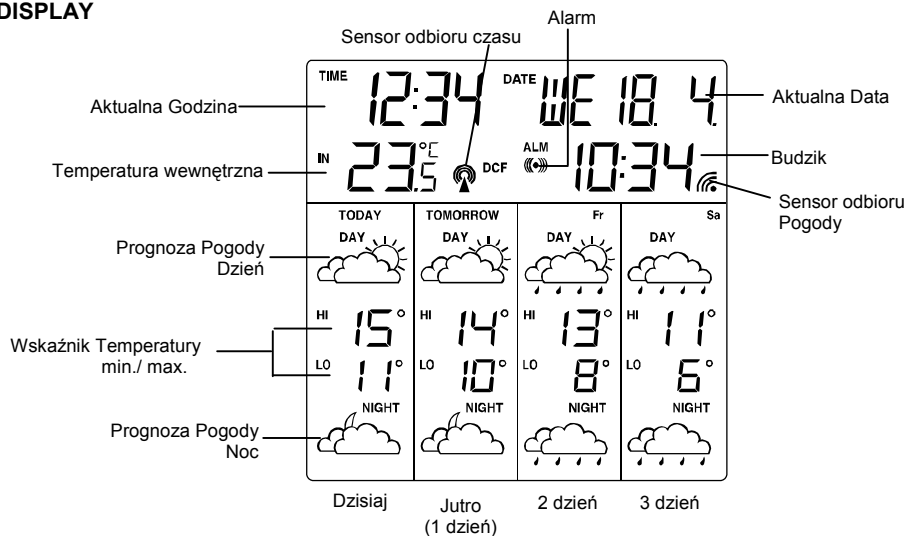 DISPLAY
Alarm
Sensor odbioru czasu
TIME 12:34 DATE WE 18. 4.
Aktualna Godzina
Aktualna Data
IN 23.5 °C DCF ALM 10:34
Temperatura wewnętrzna
Budzik
Sensor odbioru
Pogody
TODAY TOMORROW Fr Sa
DAY DAY DAY DAY
Prognoza Pogody
Dzień
HI 15° HI 14° HI 13° HI 11°
Wskaźnik Temperatury
min./ max.
LO 11° LO 10° LO 8° LO 6°
NIGHT NIGHT NIGHT NIGHT
Prognoza Pogody
Noc
Dzisiaj Jutro 2 dzień 3 dzień
(1 dzień)